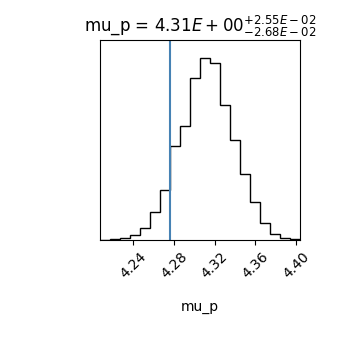 mu_p = 4.31E + 00+2.55E − 02
−2.68E − 02
4.24
4.28
4.32
4.36
4.40
mu_p